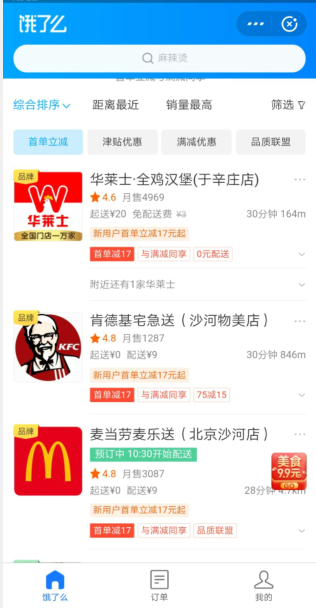 饿了么
麻辣烫
综合排序
距离最近
销量最高
筛选
首单立减
津贴优惠
满减优惠
品质联盟
品牌
华莱士
全国门店一万家
华莱士·全鸡汉堡(于辛庄店)
4.6 月售4969
起送¥20 免配送费 ¥3 30分钟 164m
新用户首单立减17元起
首单减17 与满减同享 0元配送
附近还有1家华莱士
品牌
KFC
肯德基宅急送（沙河物美店）
4.8 月售1287
起送¥0 配送¥9 30分钟 846m
新用户首单立减17元起
首单减17 与满减同享 75减15
品牌
麦当劳麦乐送（北京沙河店）
预订中 10:30开始配送
4.8 月售3087
起送¥0 配送¥9 28分钟 4.7km
新用户首单立减17元起
首单减17 与满减同享 品质联盟
美食
9.9元
GO
饿了么
订单
我的